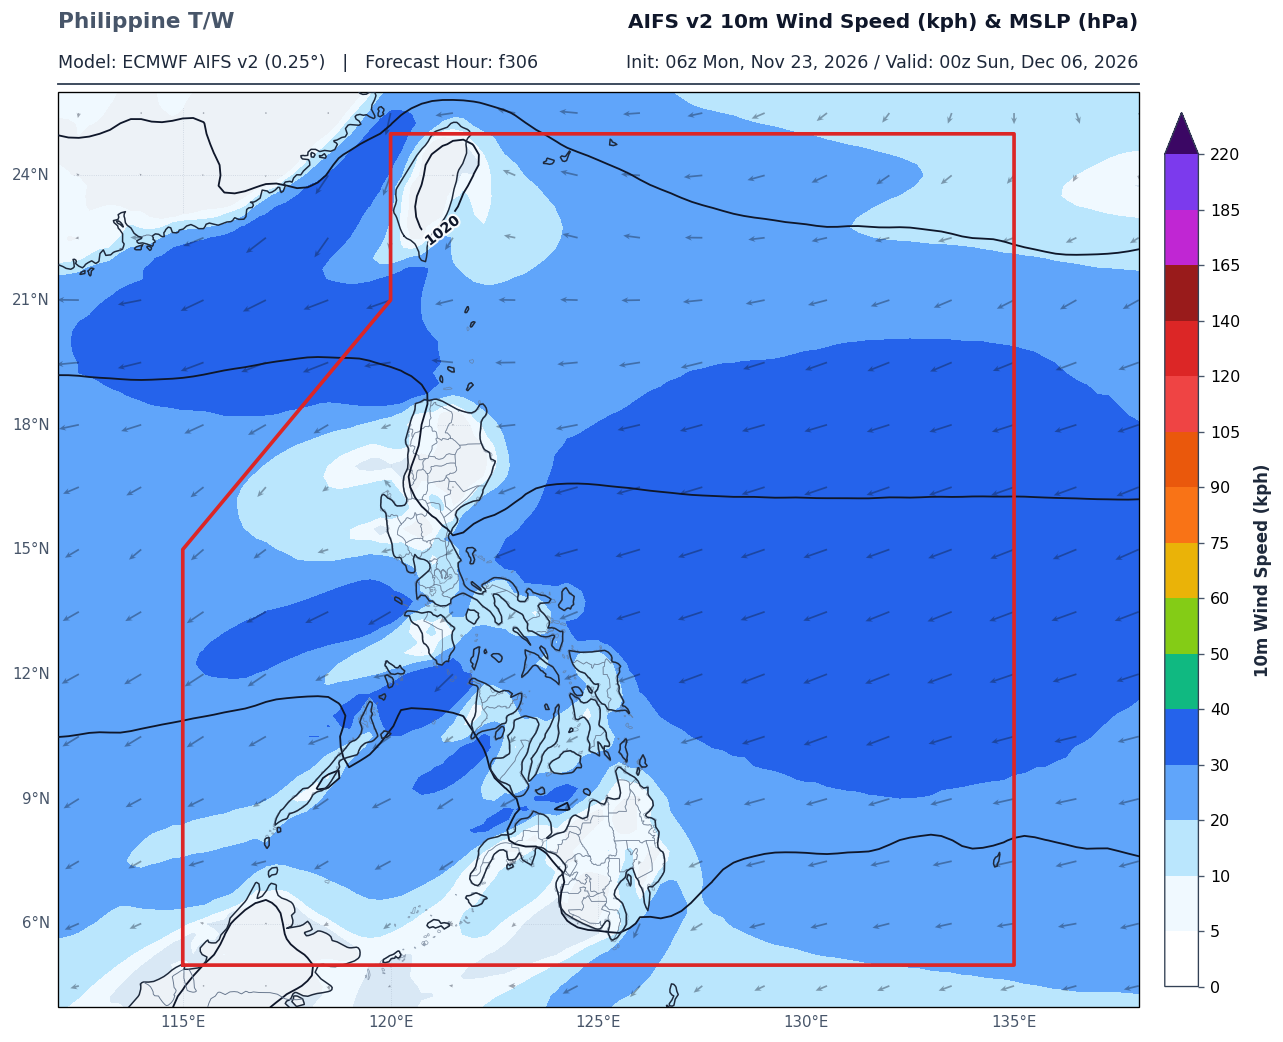 Philippine T/W
AIFS v2 10m Wind Speed (kph) & MSLP (hPa)
Model: ECMWF AIFS v2 (0.25°) | Forecast Hour: f306
Init: 06z Mon, Nov 23, 2026 / Valid: 00z Sun, Dec 06, 2026
24°N
21°N
18°N
15°N
12°N
9°N
6°N
1020
115°E
120°E
125°E
130°E
135°E
220
185
165
140
120
105
90
75
60
50
40
30
20
10
5
0
10m Wind Speed (kph)